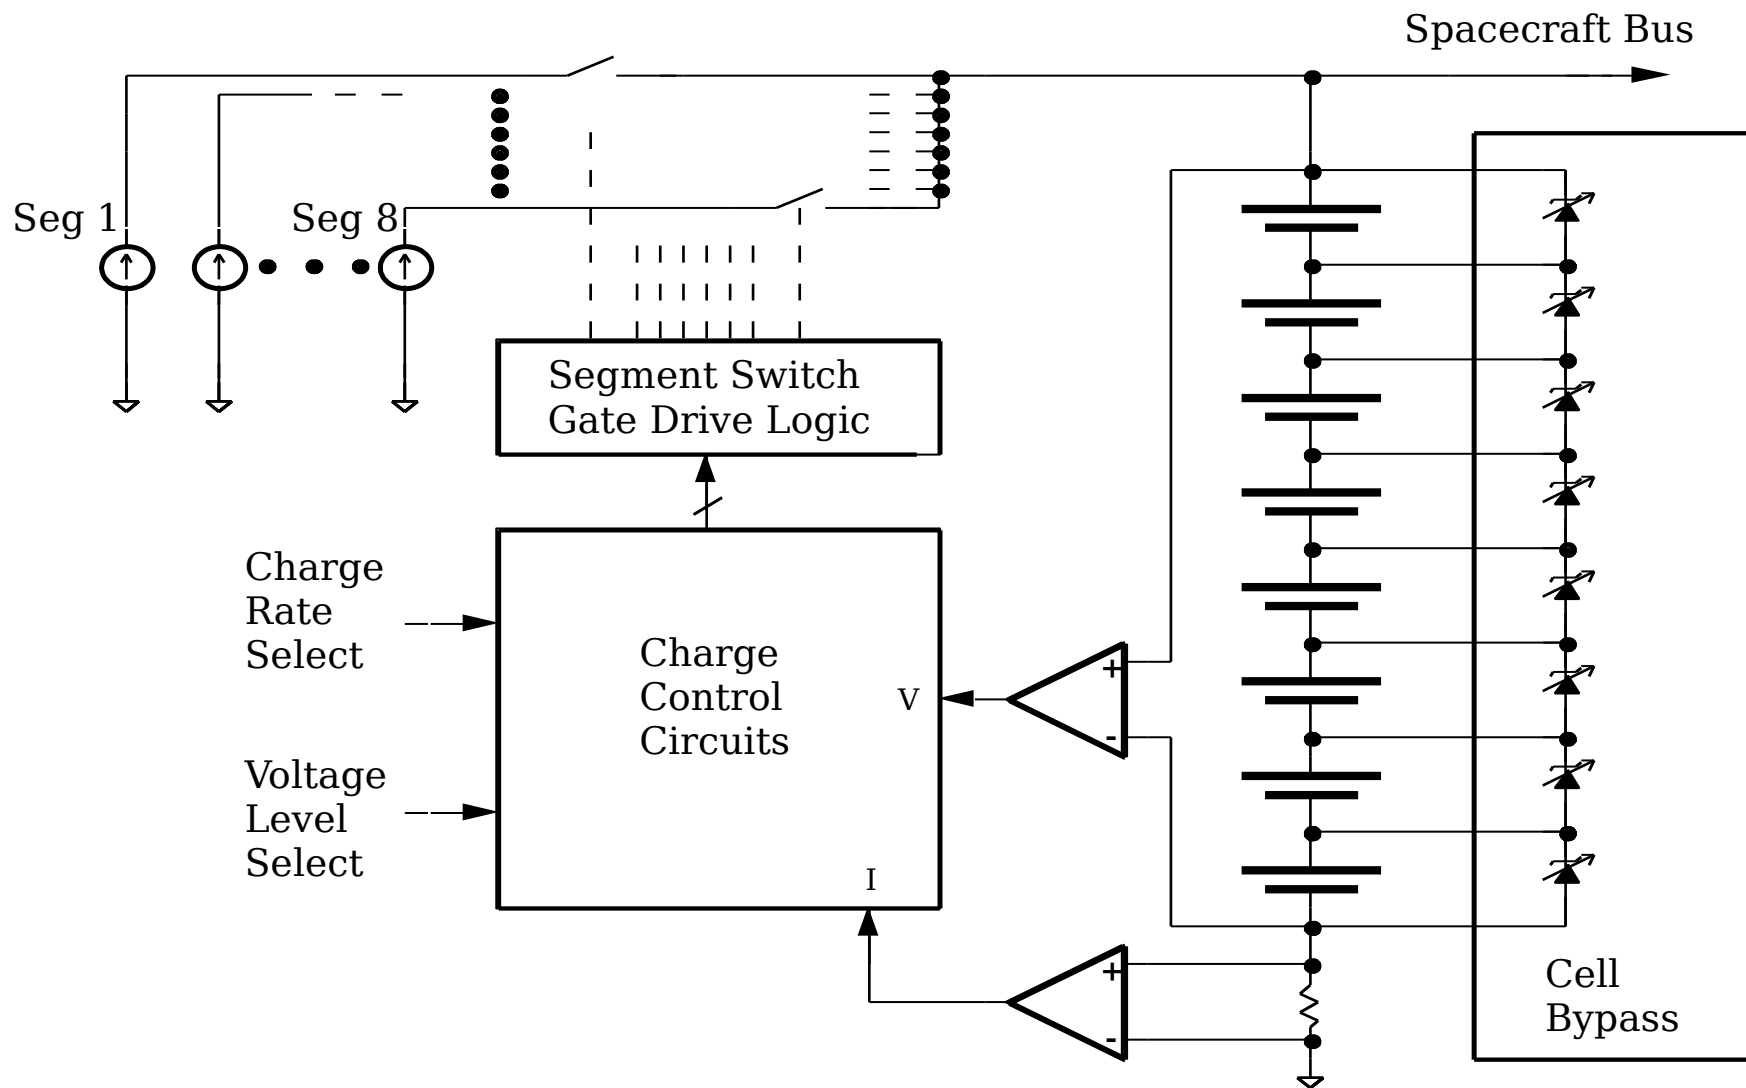 Spacecraft Bus
Seg 1
Seg 8
Segment Switch
Gate Drive Logic
Charge
Rate
Select
Charge
Control
Circuits
V
+
-
Voltage
Level
Select
I
+
-
Cell
Bypass